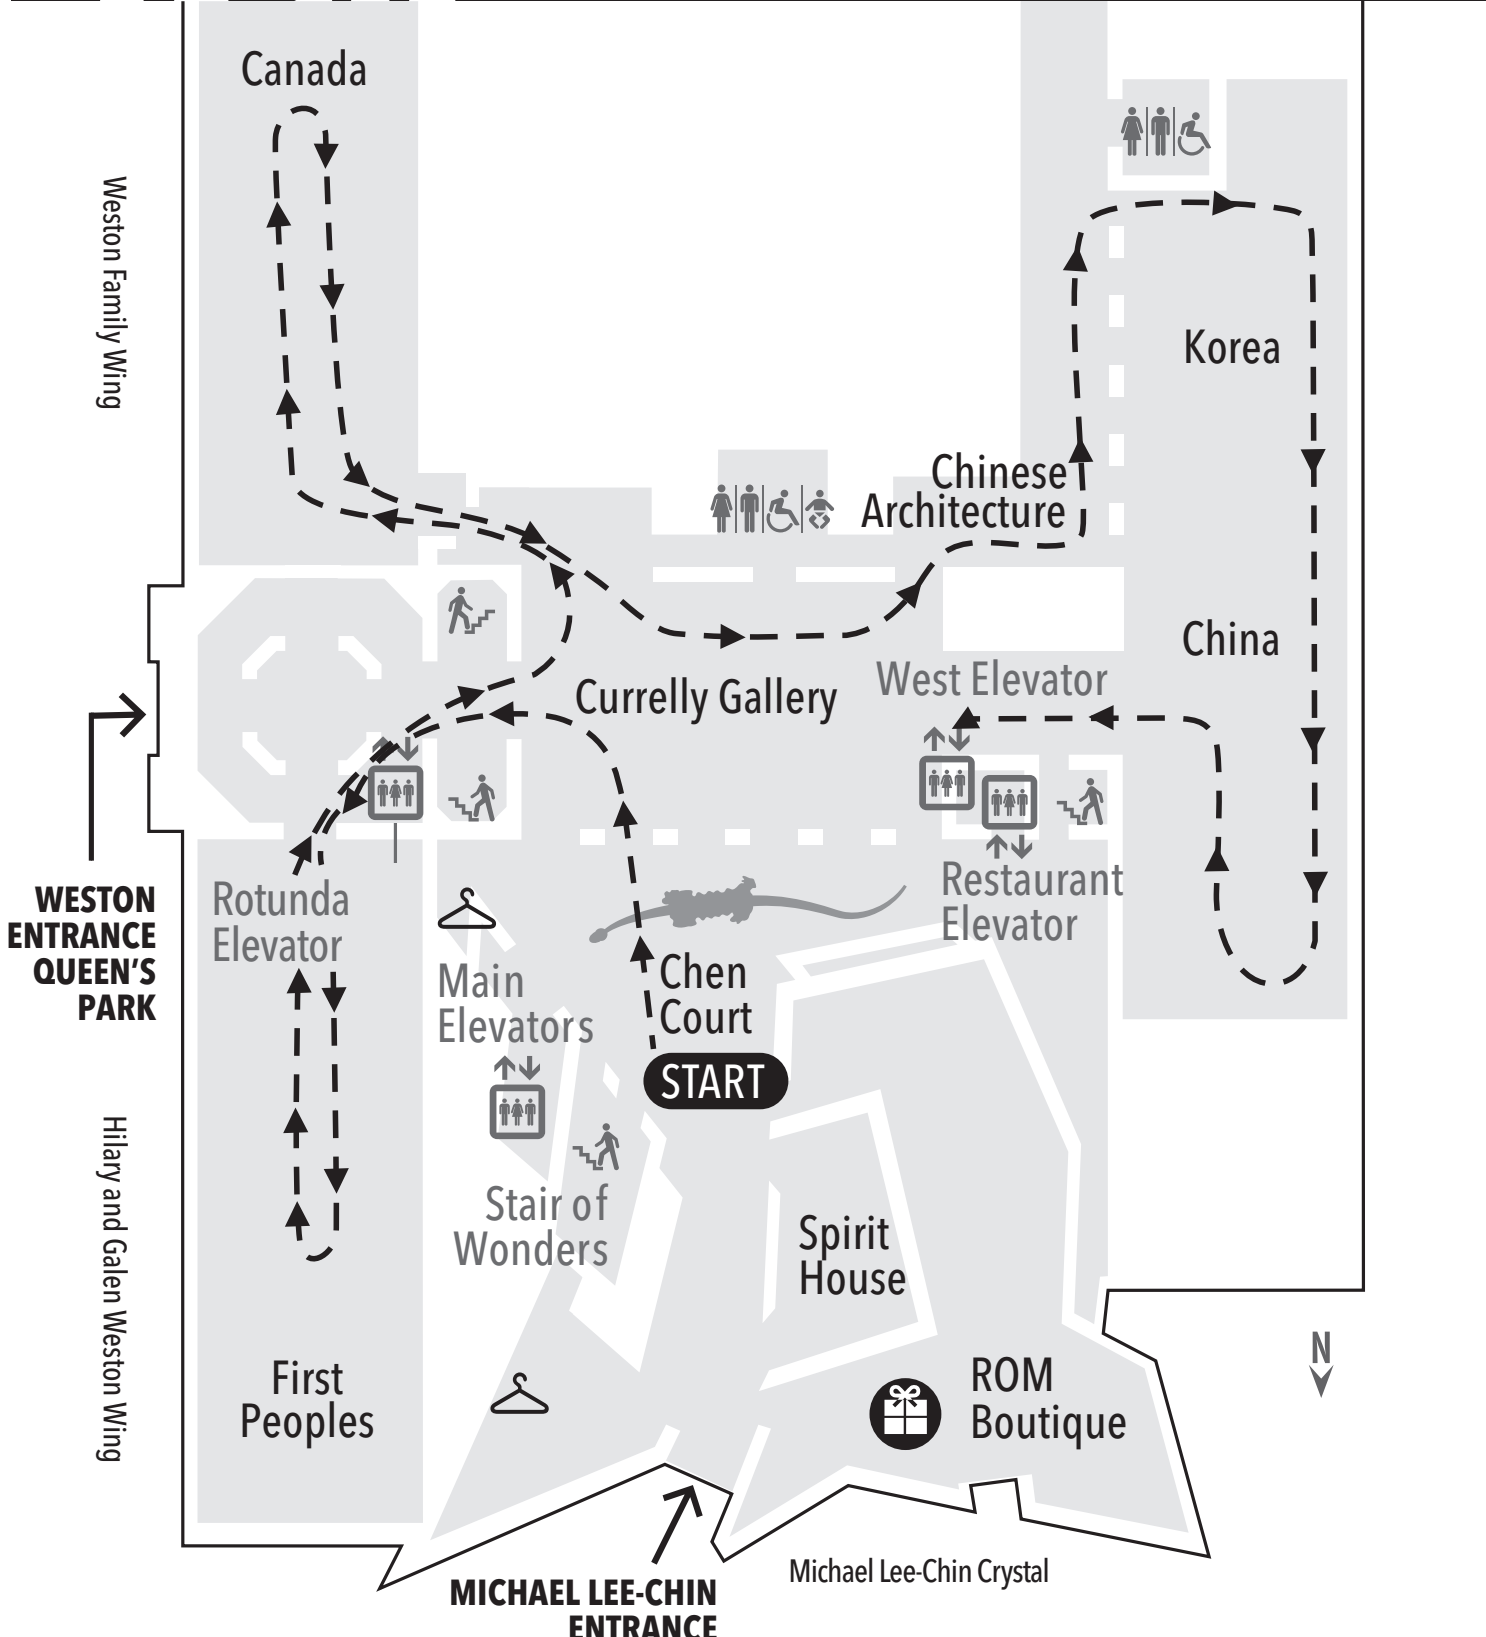 Canada
Weston Family Wing
Korea
Chinese
Architecture
China
West Elevator
Currelly Gallery
Rotunda
Elevator
WESTON
ENTRANCE
QUEEN'S
PARK
Restaurant
Elevator
Main
Elevators
Chen
Court
START
Hilary and Galen Weston Wing
Stair of
Wonders
Spirit
House
First
Peoples
ROM
Boutique
N
Michael Lee-Chin Crystal
MICHAEL LEE-CHIN
ENTRANCE